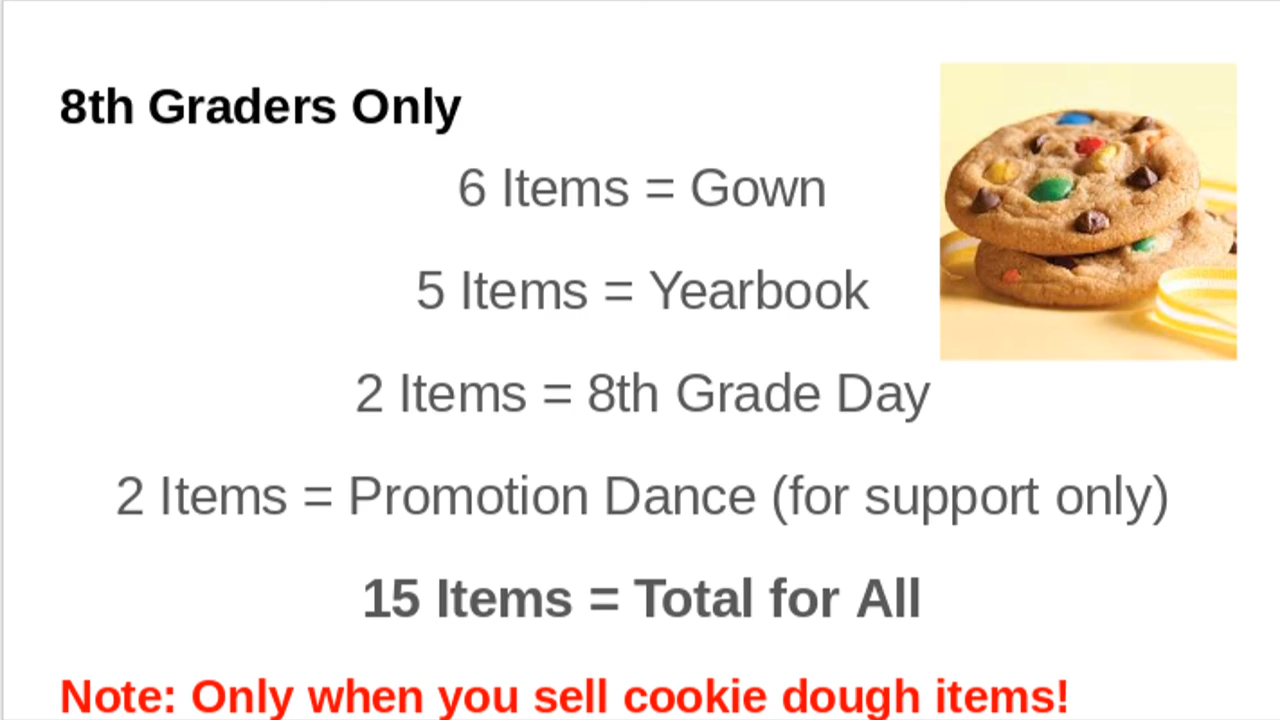 8th Graders Only
6 Items = Gown
5 Items = Yearbook
2 Items = 8th Grade Day
2 Items = Promotion Dance (for support only)
15 Items = Total for All
Note: Only when you sell cookie dough items!